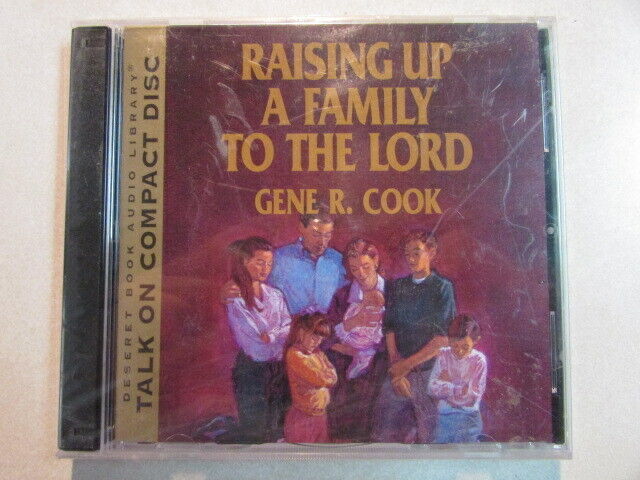 RAISING UP
A FAMILY
TO THE LORD
GENE R. COOK
DESERET BOOK AUDIO LIBRARY®
TALK ON COMPACT DISC